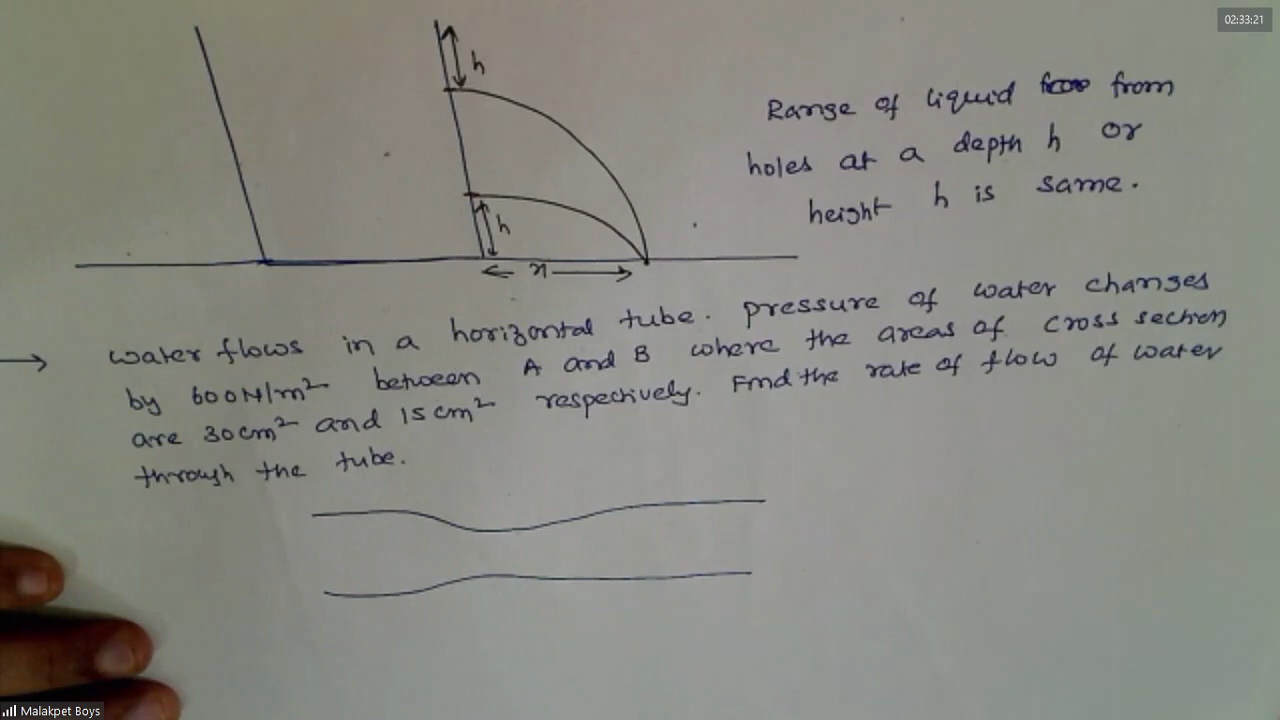 02:33:21
h
Range of liquid from
holes at a depth h or
height h is same.
h
x
water flows in a horizontal tube. pressure of water changes
by 600N/m² between A and B where the areas of cross section
are 30cm² and 15cm² respectively. Find the rate of flow of water
through the tube.
Malakpet Boys